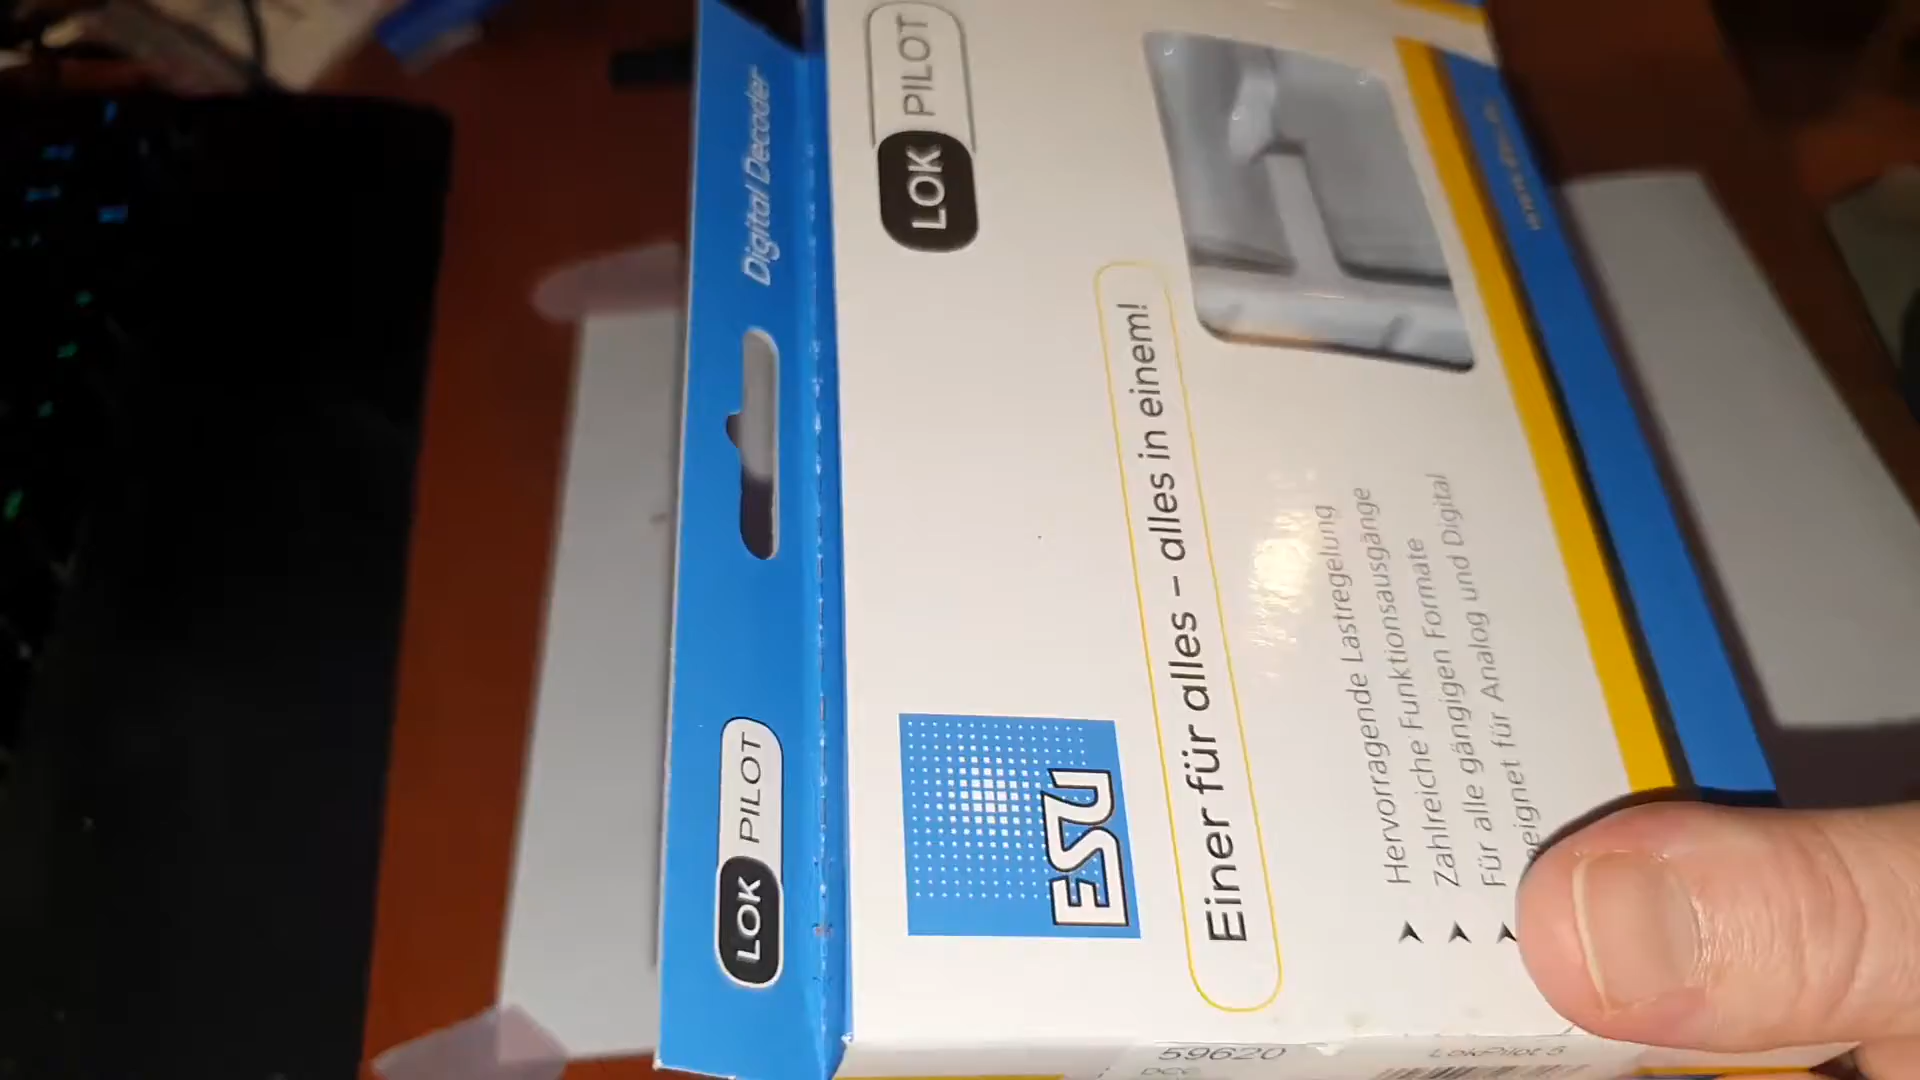 LOK PILOT
Digital Decoder
ESU
LOK PILOT
Einer für alles – alles in einem!
Hervorragende Lastregelung
Zahlreiche Funktionsausgänge
Für alle gängigen Formate
eignet für Analog und Digital
59620
LokPilot 5
DCC